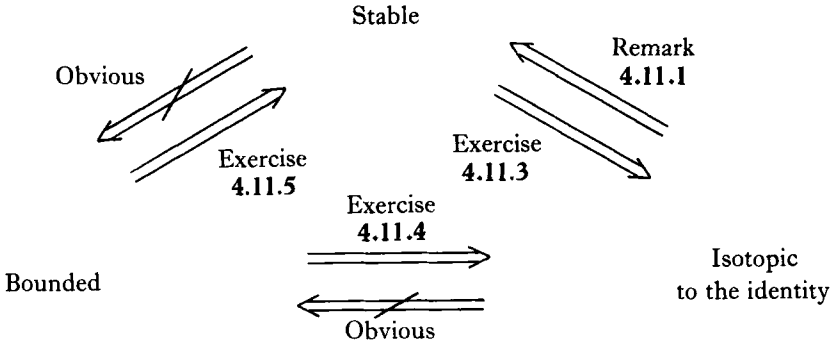 Stable
Obvious
Remark
4.11.1
Exercise
4.11.5
Exercise
4.11.3
Exercise
4.11.4
Bounded
Isotopic
to the identity
Obvious